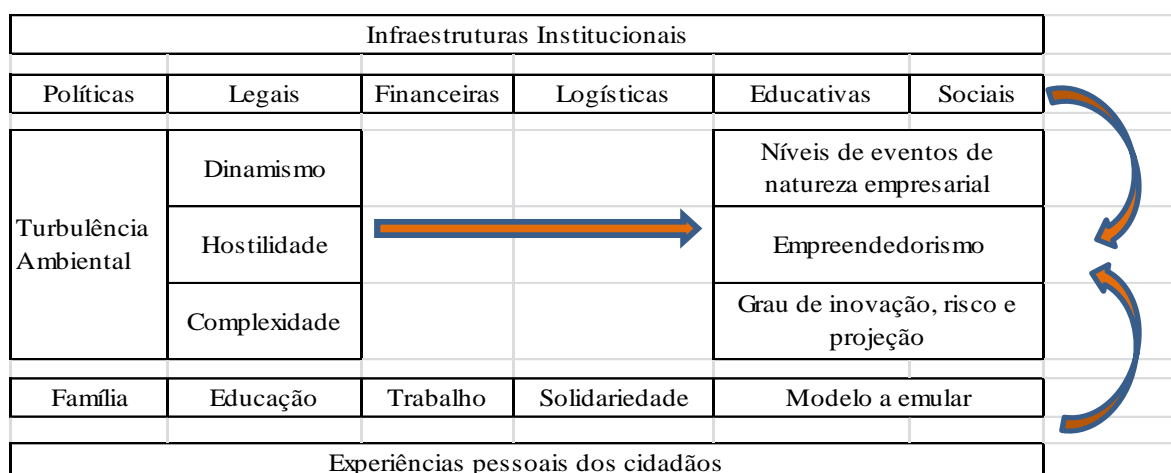 Infraestruturas Institucionais
Políticas Legais Financeiras Logísticas Educativas Sociais
Turbulência
Ambiental
Dinamismo
Hostilidade
Complexidade
Níveis de eventos de
natureza empresarial
Empreendedorismo
Grau de inovação, risco e
projeção
Família Educação Trabalho Solidariedade Modelo a emular
Experiências pessoais dos cidadãos